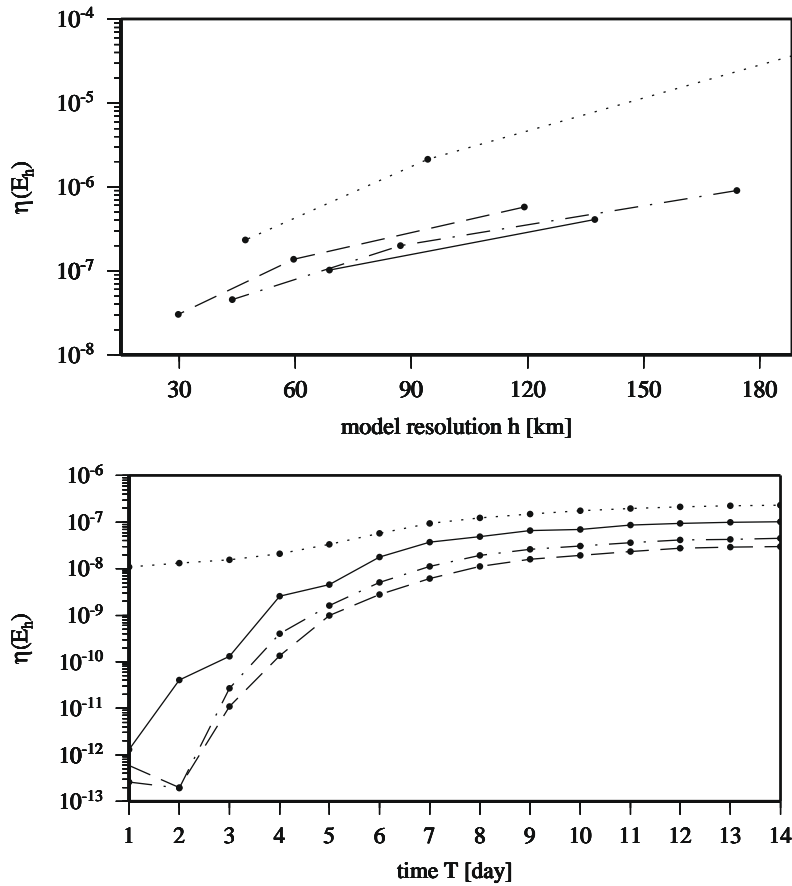 10⁻⁴
10⁻⁵
10⁻⁶
10⁻⁷
10⁻⁸
η(Eₕ)
30 60 90 120 150 180
model resolution h [km]
10⁻⁶
10⁻⁷
10⁻⁸
10⁻⁹
10⁻¹⁰
10⁻¹¹
10⁻¹²
10⁻¹³
η(Eₕ)
1 2 3 4 5 6 7 8 9 10 11 12 13 14
time T [day]